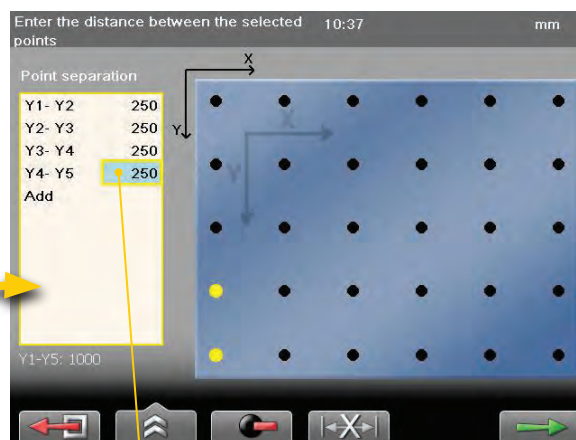 Enter the distance between the selected points 10:37 mm
Point separation
Y1- Y2 250
Y2- Y3 250
Y3- Y4 250
Y4- Y5 250
Add
Y1-Y5: 1000
X
Y
X
Y
X